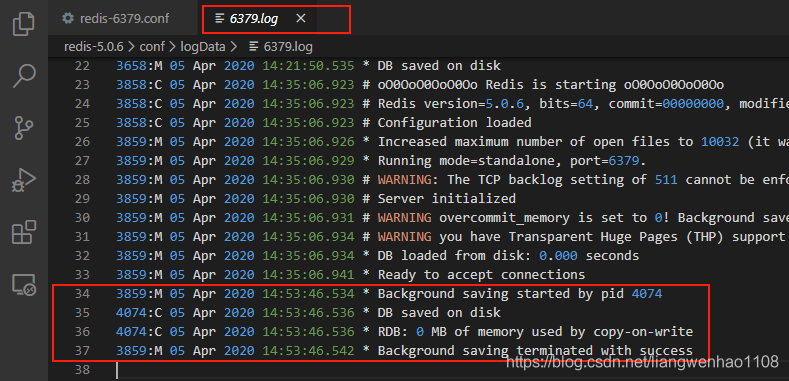 redis-6379.conf
6379.log
redis-5.0.6 > conf > logData > 6379.log
22 3658:M 05 Apr 2020 14:21:50.535 * DB saved on disk
23 3858:C 05 Apr 2020 14:35:06.923 # oO0OoO0OoO0Oo Redis is starting oO0OoO0OoO0Oo
24 3858:C 05 Apr 2020 14:35:06.923 # Redis version=5.0.6, bits=64, commit=00000000, modifie
25 3858:C 05 Apr 2020 14:35:06.923 # Configuration loaded
26 3859:M 05 Apr 2020 14:35:06.926 * Increased maximum number of open files to 10032 (it wa
27 3859:M 05 Apr 2020 14:35:06.929 * Running mode=standalone, port=6379.
28 3859:M 05 Apr 2020 14:35:06.930 # WARNING: The TCP backlog setting of 511 cannot be enfo
29 3859:M 05 Apr 2020 14:35:06.930 # Server initialized
30 3859:M 05 Apr 2020 14:35:06.931 # WARNING overcommit_memory is set to 0! Background save
31 3859:M 05 Apr 2020 14:35:06.934 # WARNING you have Transparent Huge Pages (THP) support
32 3859:M 05 Apr 2020 14:35:06.934 * DB loaded from disk: 0.000 seconds
33 3859:M 05 Apr 2020 14:35:06.941 * Ready to accept connections
34 3859:M 05 Apr 2020 14:53:46.534 * Background saving started by pid 4074
35 4074:C 05 Apr 2020 14:53:46.536 * DB saved on disk
36 4074:C 05 Apr 2020 14:53:46.536 * RDB: 0 MB of memory used by copy-on-write
37 3859:M 05 Apr 2020 14:53:46.542 * Background saving terminated with success
38
https://blog.csdn.net/liangwenhao1108